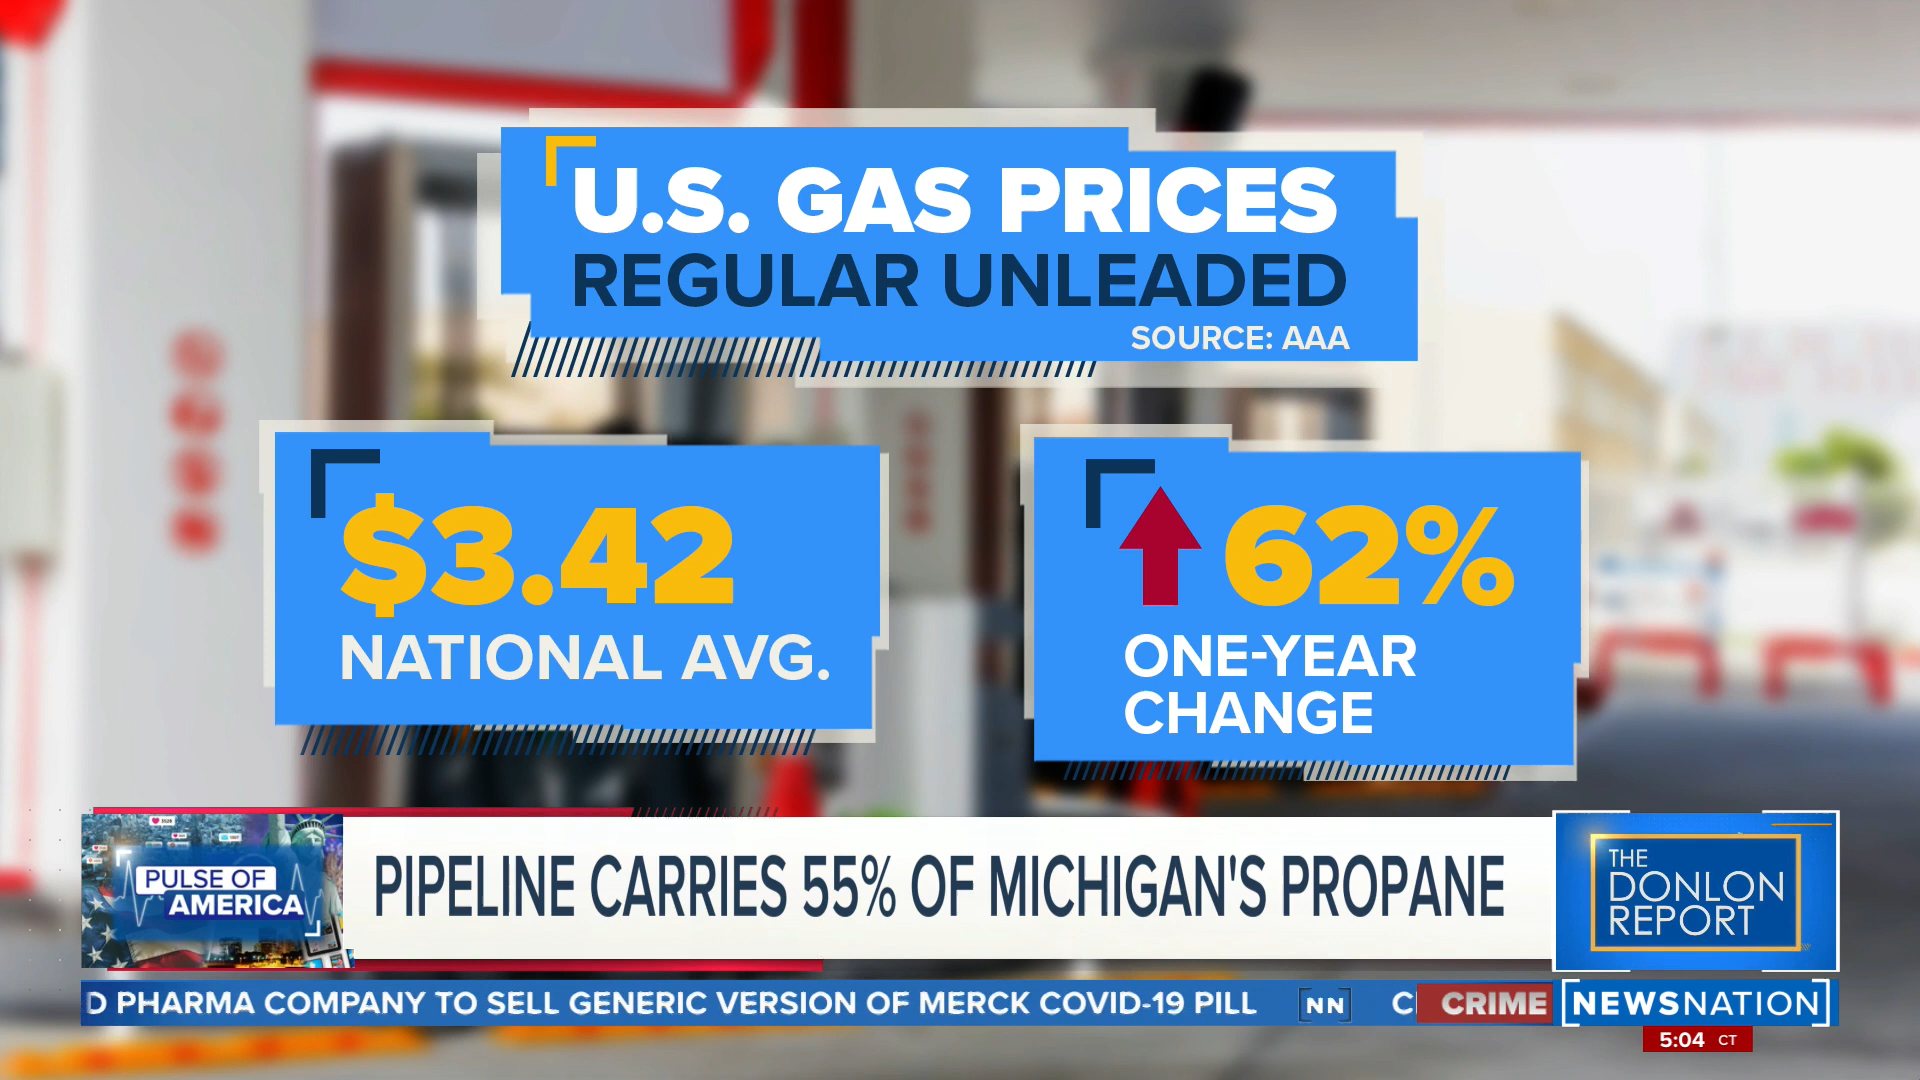 U.S. GAS PRICES
REGULAR UNLEADED
SOURCE: AAA
$3.42
NATIONAL AVG.
62%
ONE-YEAR
CHANGE
PULSE OF
AMERICA
PIPELINE CARRIES 55% OF MICHIGAN'S PROPANE
THE
DONLON
REPORT
D PHARMA COMPANY TO SELL GENERIC VERSION OF MERCK COVID-19 PILL [NN] C
CRIME
[NEWSNATION]
5:04 CT